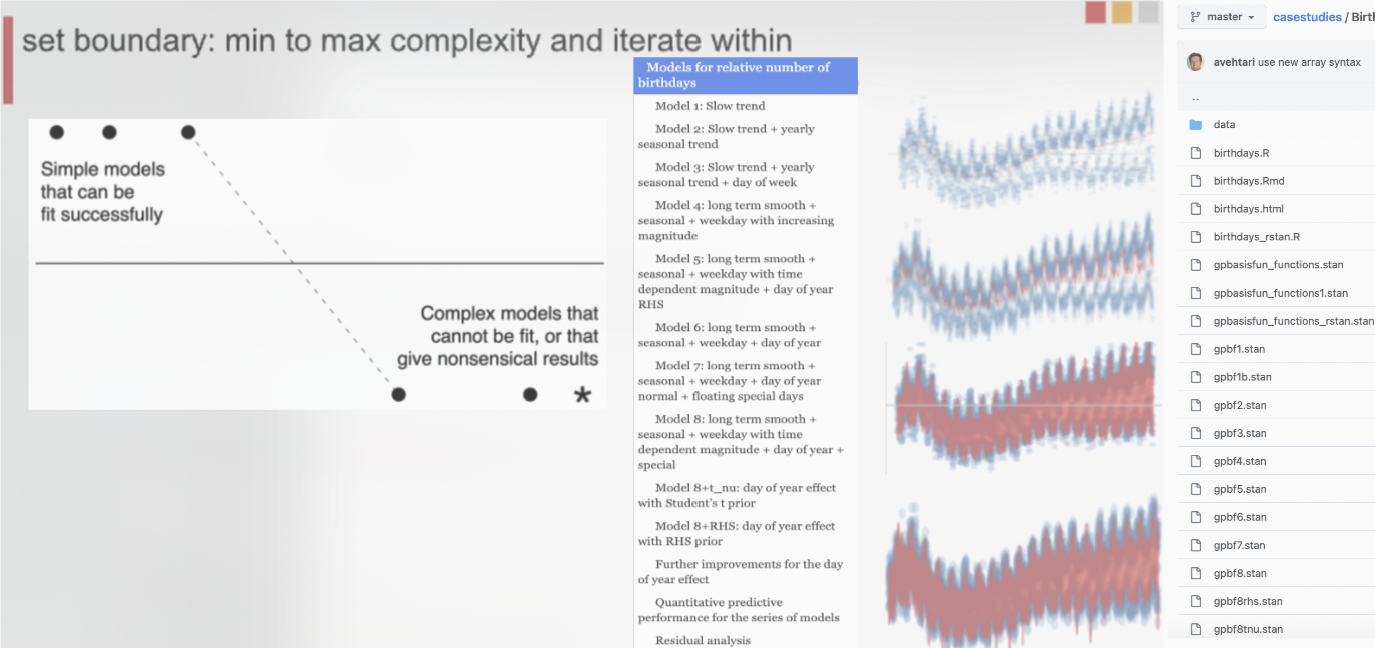 set boundary: min to max complexity and iterate within
Simple models
that can be
fit successfully
Complex models that
cannot be fit, or that
give nonsensical results
*
Models for relative number of
birthdays
Model 1: Slow trend
Model 2: Slow trend + yearly
seasonal trend
Model 3: Slow trend + yearly
seasonal trend + day of week
Model 4: long term smooth +
seasonal + weekday with increasing
magnitude
Model 5: long term smooth +
seasonal + weekday with time
dependent magnitude + day of year
RHS
Model 6: long term smooth +
seasonal + weekday + day of year
Model 7: long term smooth +
seasonal + weekday + day of year
normal + floating special days
Model 8: long term smooth +
seasonal + weekday with time
dependent magnitude + day of year +
special
Model 8+t_nu: day of year effect
with Student's t prior
Model 8+RHS: day of year effect
with RHS prior
Further improvements for the day
of year effect
Quantitative predictive
performance for the series of models
Residual analysis
master casestudies / Birt
avehtari use new array syntax
..
data
birthdays.R
birthdays.Rmd
birthdays.html
birthdays_rstan.R
gpbasisfun_functions.stan
gpbasisfun_functions1.stan
gpbasisfun_functions_rstan.stan
gpbf1.stan
gpbf1b.stan
gpbf2.stan
gpbf3.stan
gpbf4.stan
gpbf5.stan
gpbf6.stan
gpbf7.stan
gpbf8.stan
gpbf8rhs.stan
gpbf8tnu.stan